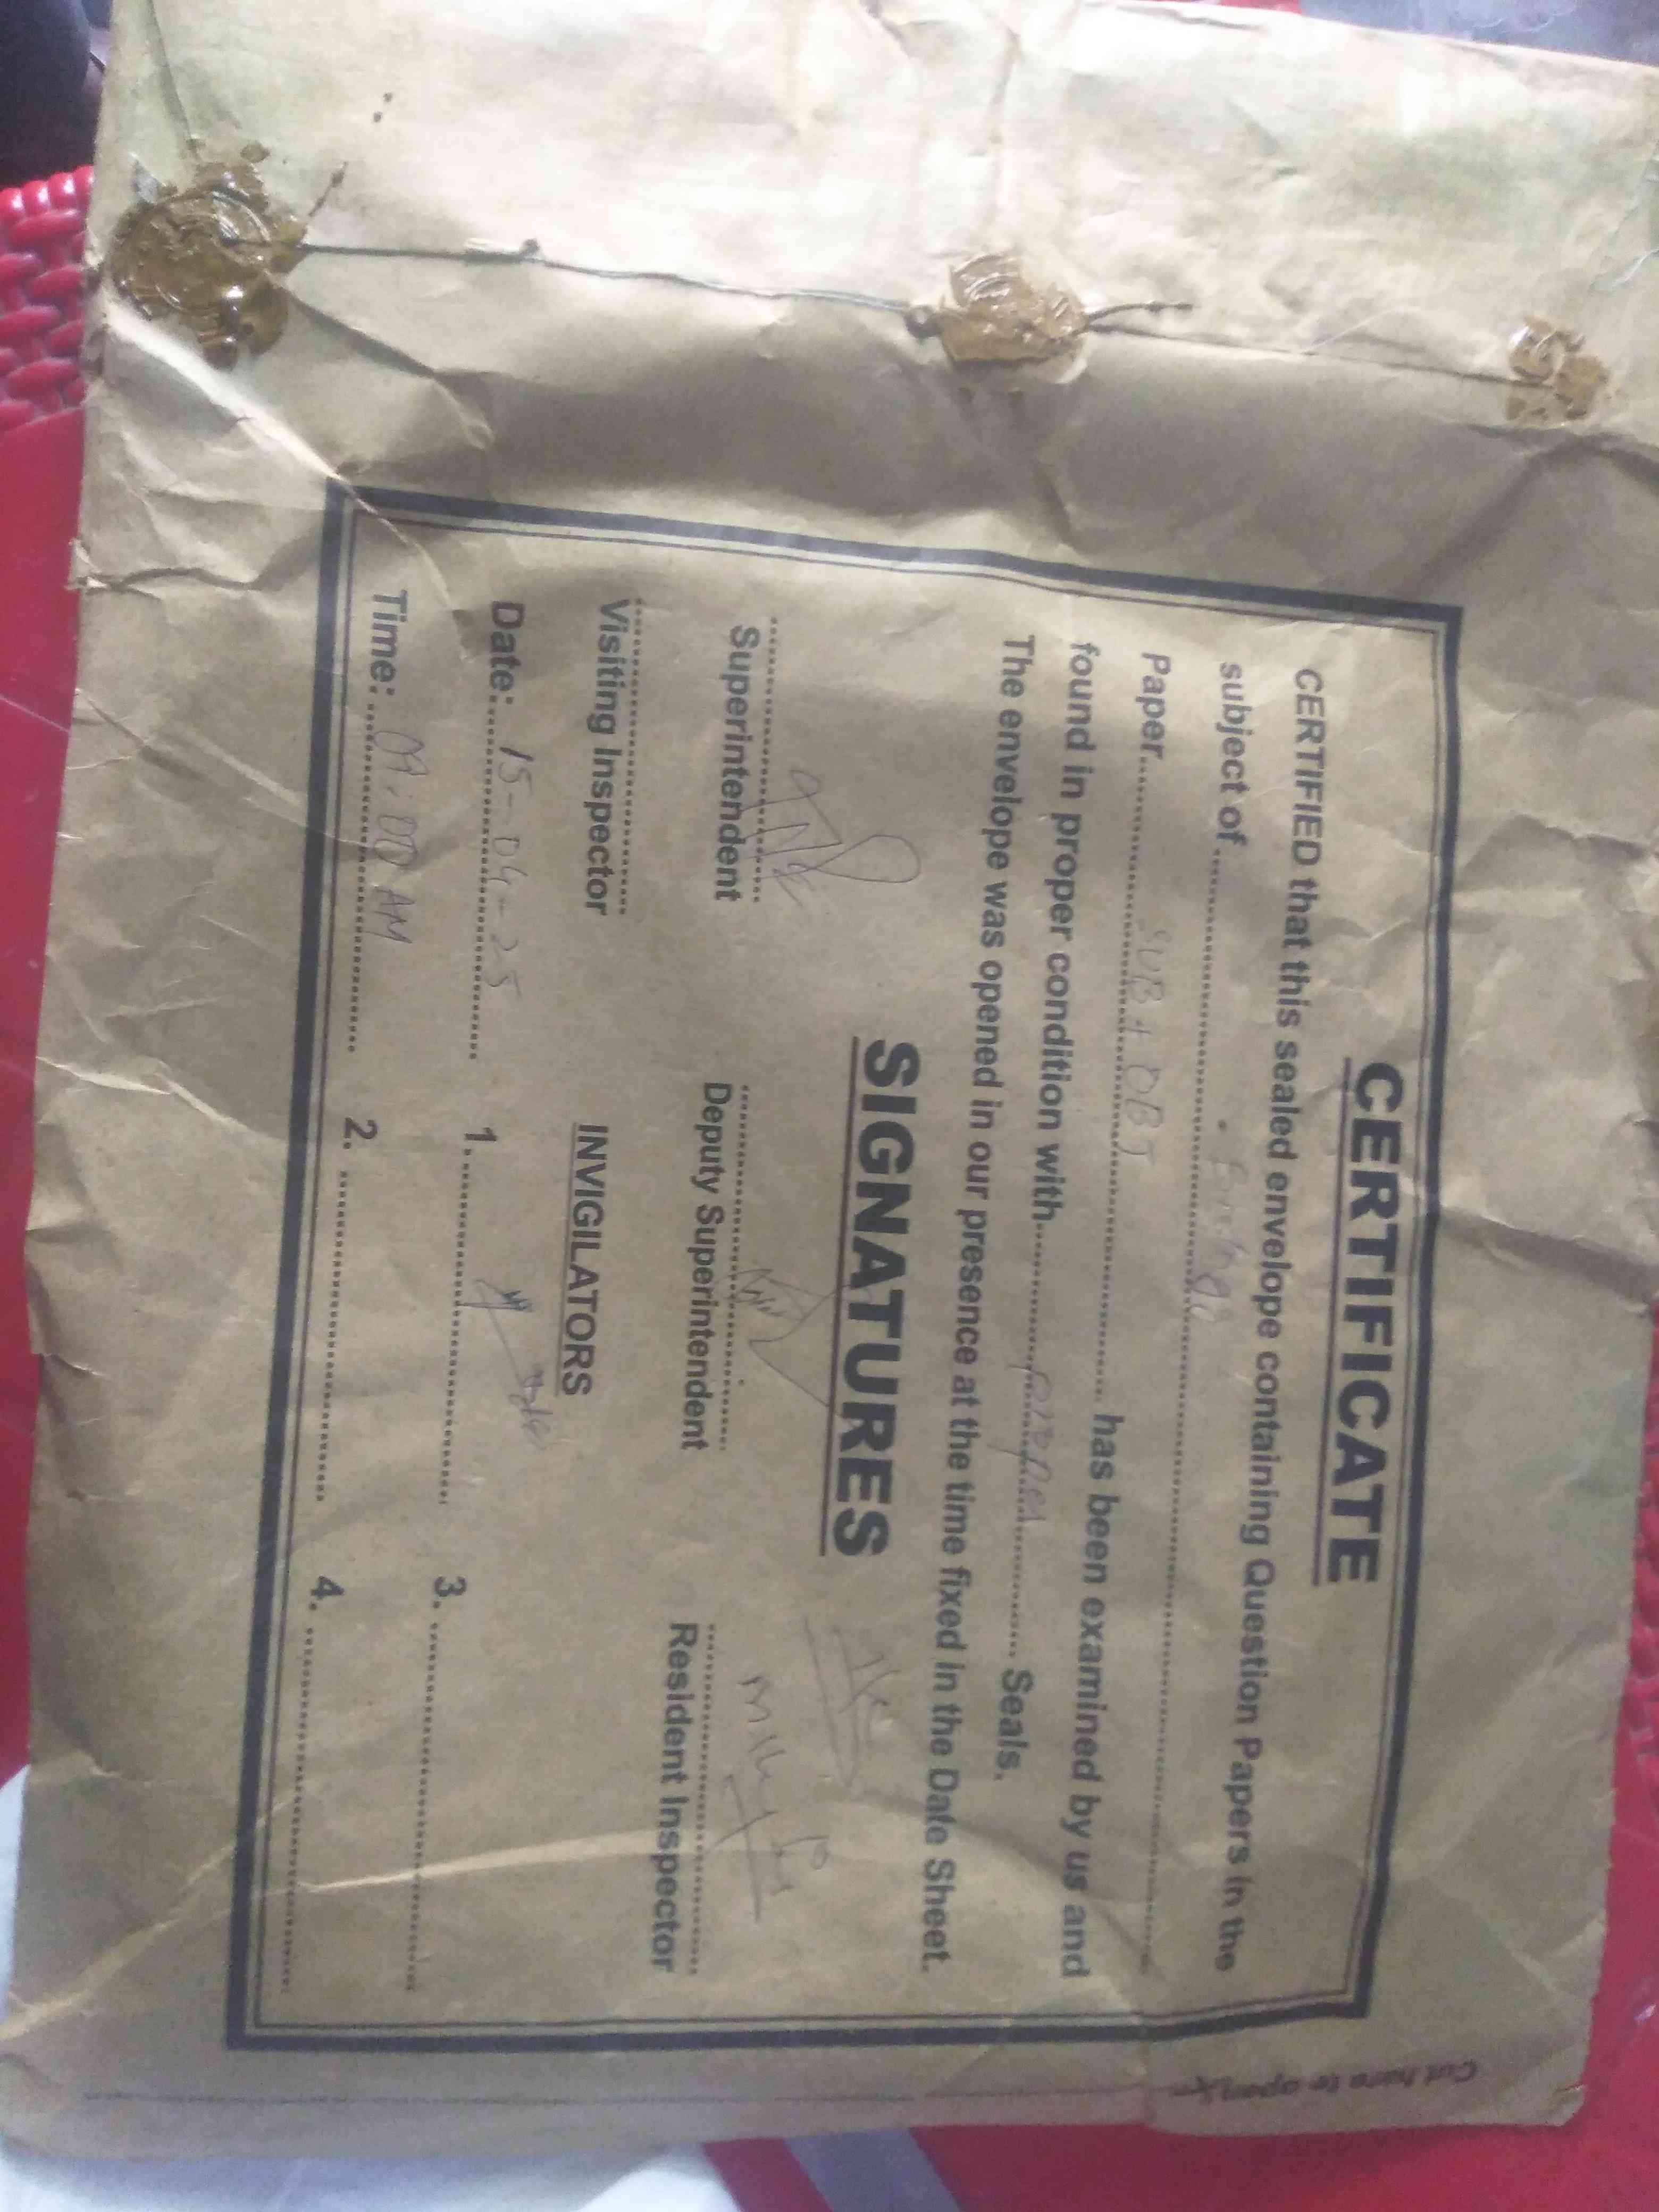 CERTIFICATE
CERTIFIED that this sealed envelope containing Question Papers in the
subject of....................
Paper............SUB + OBJ....................has been examined by us and
found in proper condition with....................Seals.
The envelope was opened in our presence at the time fixed in the Date Sheet.
SIGNATURES
Superintendent Deputy Superintendent Resident Inspector
Visiting Inspector
INVIGILATORS
Date: 15-04-25 1. 3.
Time: 09:00 AM 2. 4.
Cut here to open